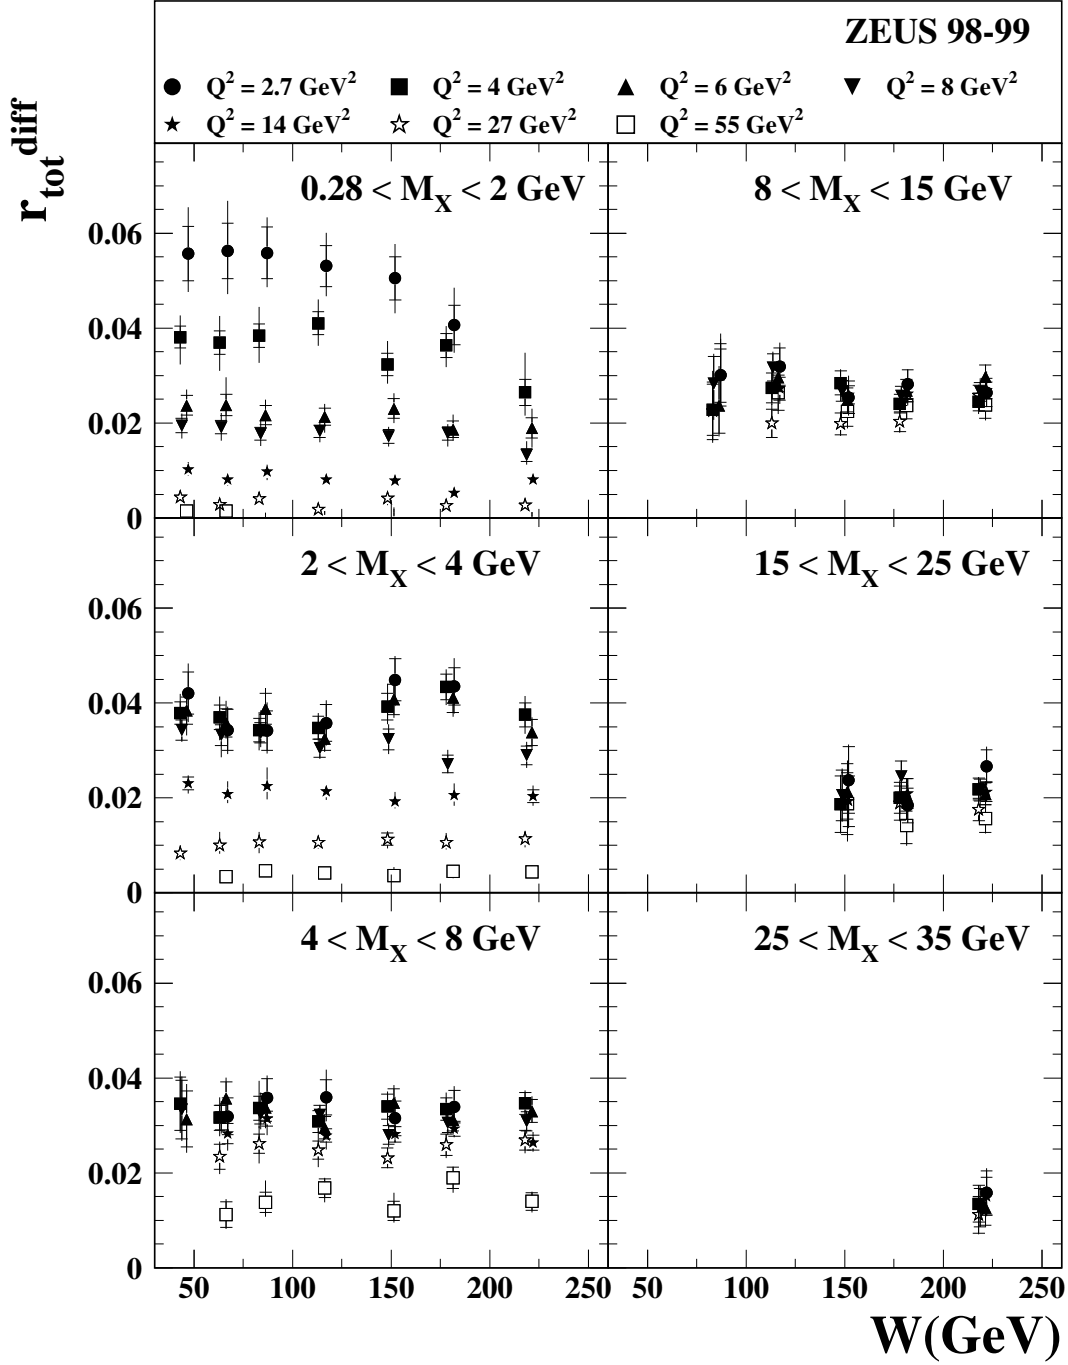 ZEUS 98-99
Q² = 2.7 GeV² Q² = 4 GeV² Q² = 6 GeV² Q² = 8 GeV²
Q² = 14 GeV² Q² = 27 GeV² Q² = 55 GeV²
r_tot^diff
0.28 < M_X < 2 GeV 8 < M_X < 15 GeV
0.06
0.04
0.02
0
2 < M_X < 4 GeV 15 < M_X < 25 GeV
0.06
0.04
0.02
0
4 < M_X < 8 GeV 25 < M_X < 35 GeV
0.06
0.04
0.02
0
50 100 150 200 250 50 100 150 200 250
W(GeV)